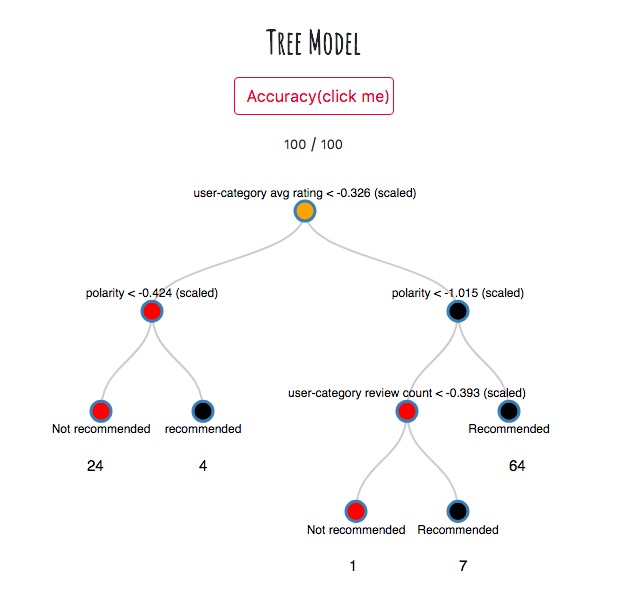 Tree Model
Accuracy(click me)
100 / 100
user-category avg rating < -0.326 (scaled)
polarity < -0.424 (scaled)
polarity < -1.015 (scaled)
user-category review count < -0.393 (scaled)
Not recommended
recommended
Recommended
24
4
64
Not recommended
Recommended
1
7